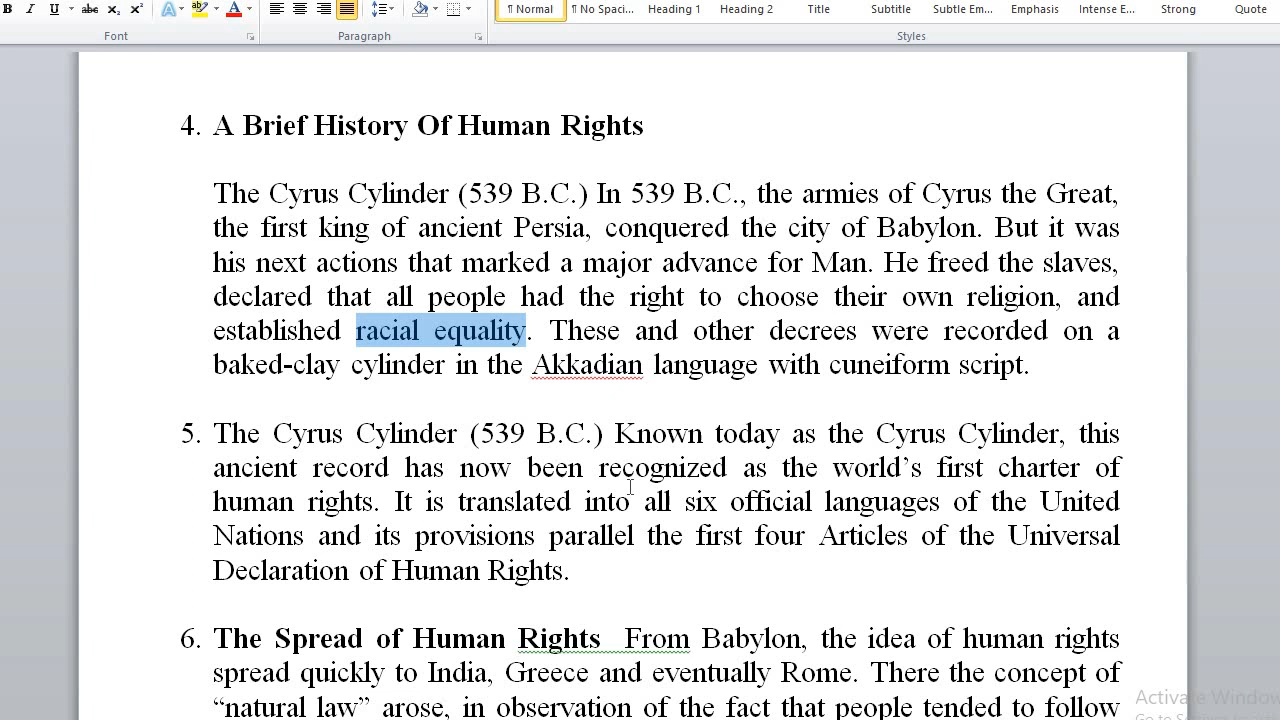 B I U abc x₂ x² A ab A
¶ Normal ¶ No Spaci... Heading 1 Heading 2 Title Subtitle Subtle Em... Emphasis Intense E... Strong Quote
Font Paragraph Styles
4. A Brief History Of Human Rights
The Cyrus Cylinder (539 B.C.) In 539 B.C., the armies of Cyrus the Great,
the first king of ancient Persia, conquered the city of Babylon. But it was
his next actions that marked a major advance for Man. He freed the slaves,
declared that all people had the right to choose their own religion, and
established racial equality. These and other decrees were recorded on a
baked-clay cylinder in the Akkadian language with cuneiform script.
5. The Cyrus Cylinder (539 B.C.) Known today as the Cyrus Cylinder, this
ancient record has now been recognized as the world’s first charter of
human rights. It is translated into all six official languages of the United
Nations and its provisions parallel the first four Articles of the Universal
Declaration of Human Rights.
6. The Spread of Human Rights From Babylon, the idea of human rights
spread quickly to India, Greece and eventually Rome. There the concept of
“natural law” arose, in observation of the fact that people tended to follow
Activate Window